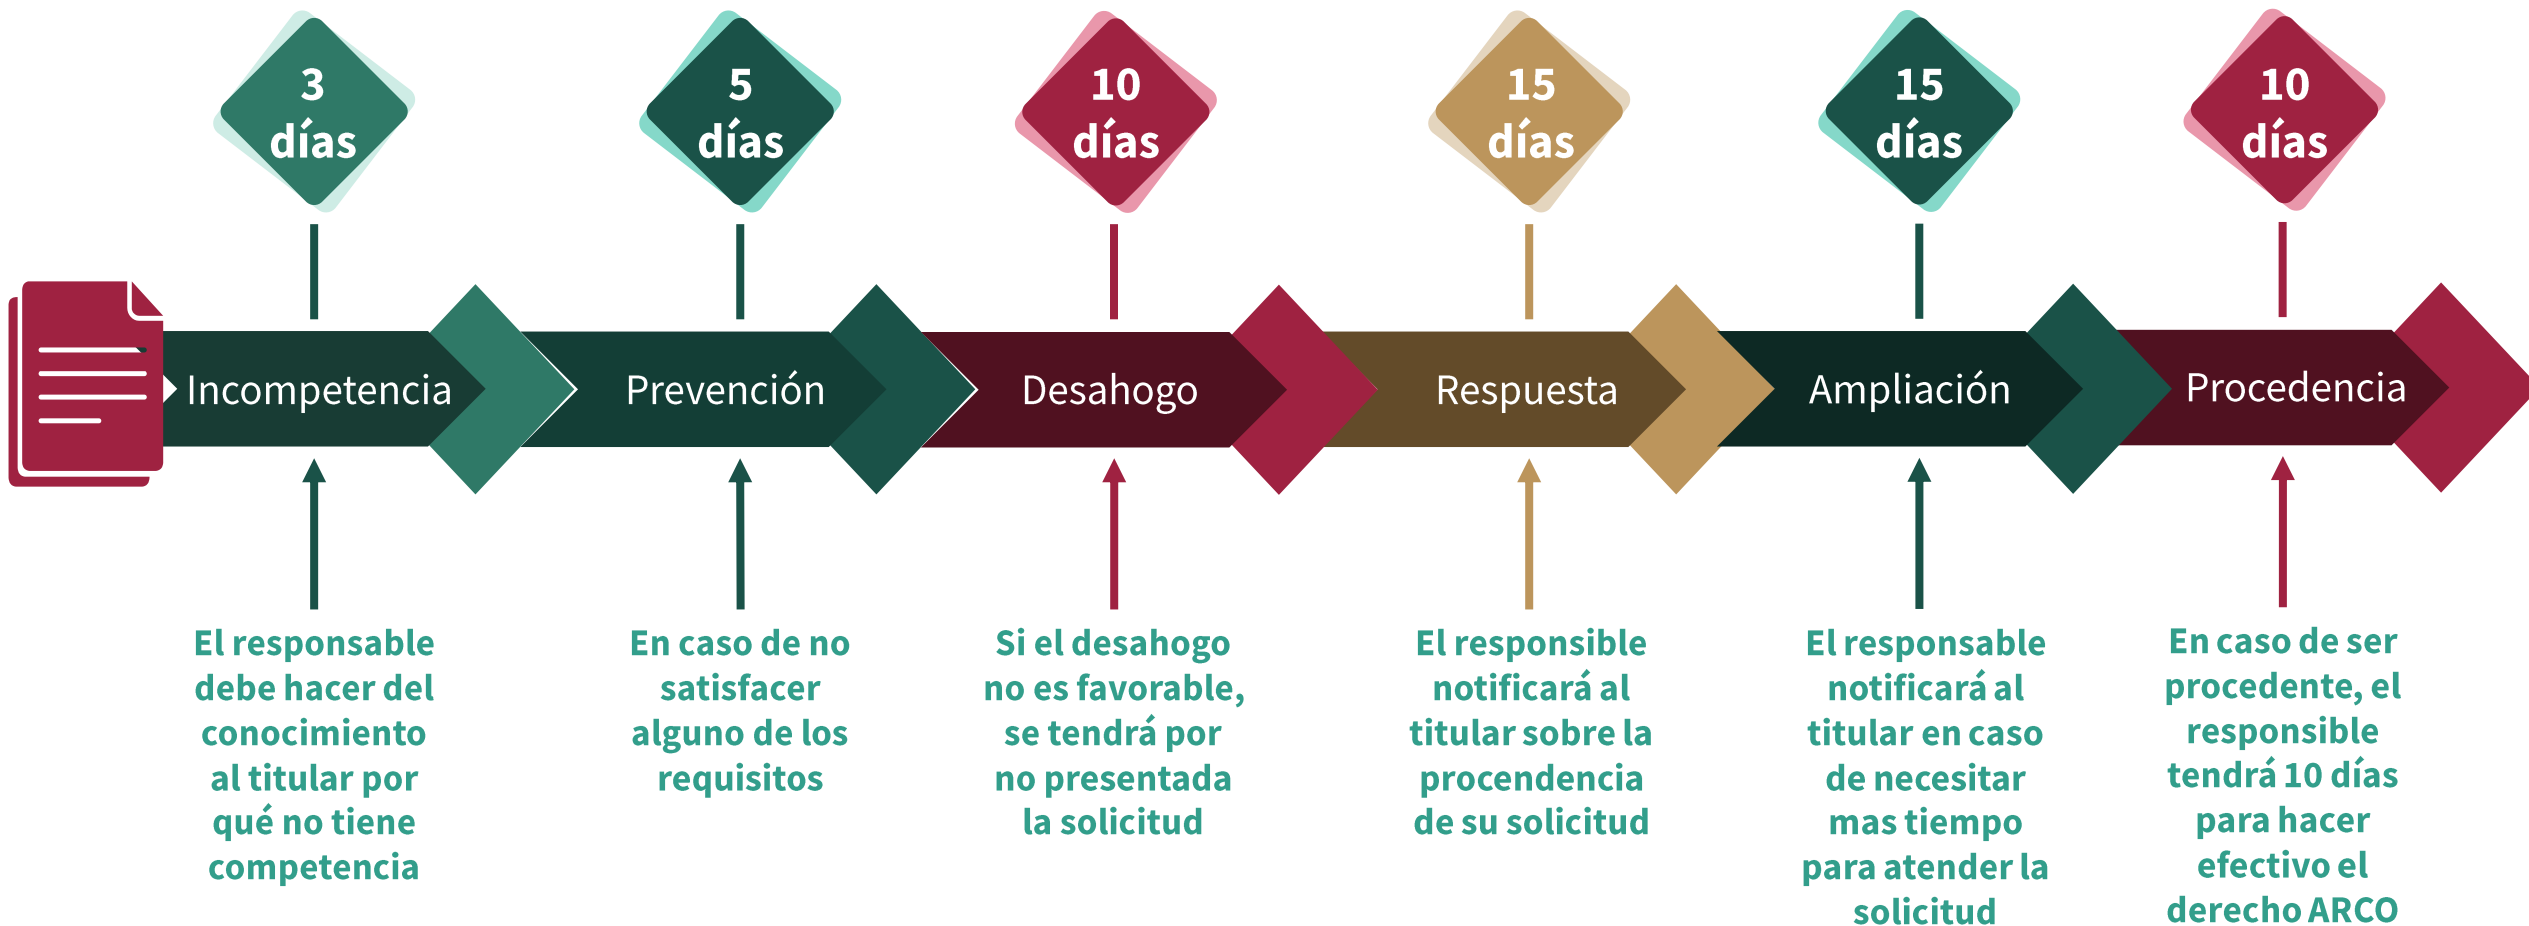 3
días
5
días
10
días
15
días
15
días
10
días
Incompetencia
Prevención
Desahogo
Respuesta
Ampliación
Procedencia
El responsable
debe hacer del
conocimiento
al titular por
qué no tiene
competencia
En caso de no
satisfacer
alguno de los
requisitos
Si el desahogo
no es favorable,
se tendrá por
no presentada
la solicitud
El responsible
notificará al
titular sobre la
procendencia
de su solicitud
El responsable
notificará al
titular en caso
de necesitar
mas tiempo
para atender la
solicitud
En caso de ser
procedente, el
responsible
tendrá 10 días
para hacer
efectivo el
derecho ARCO